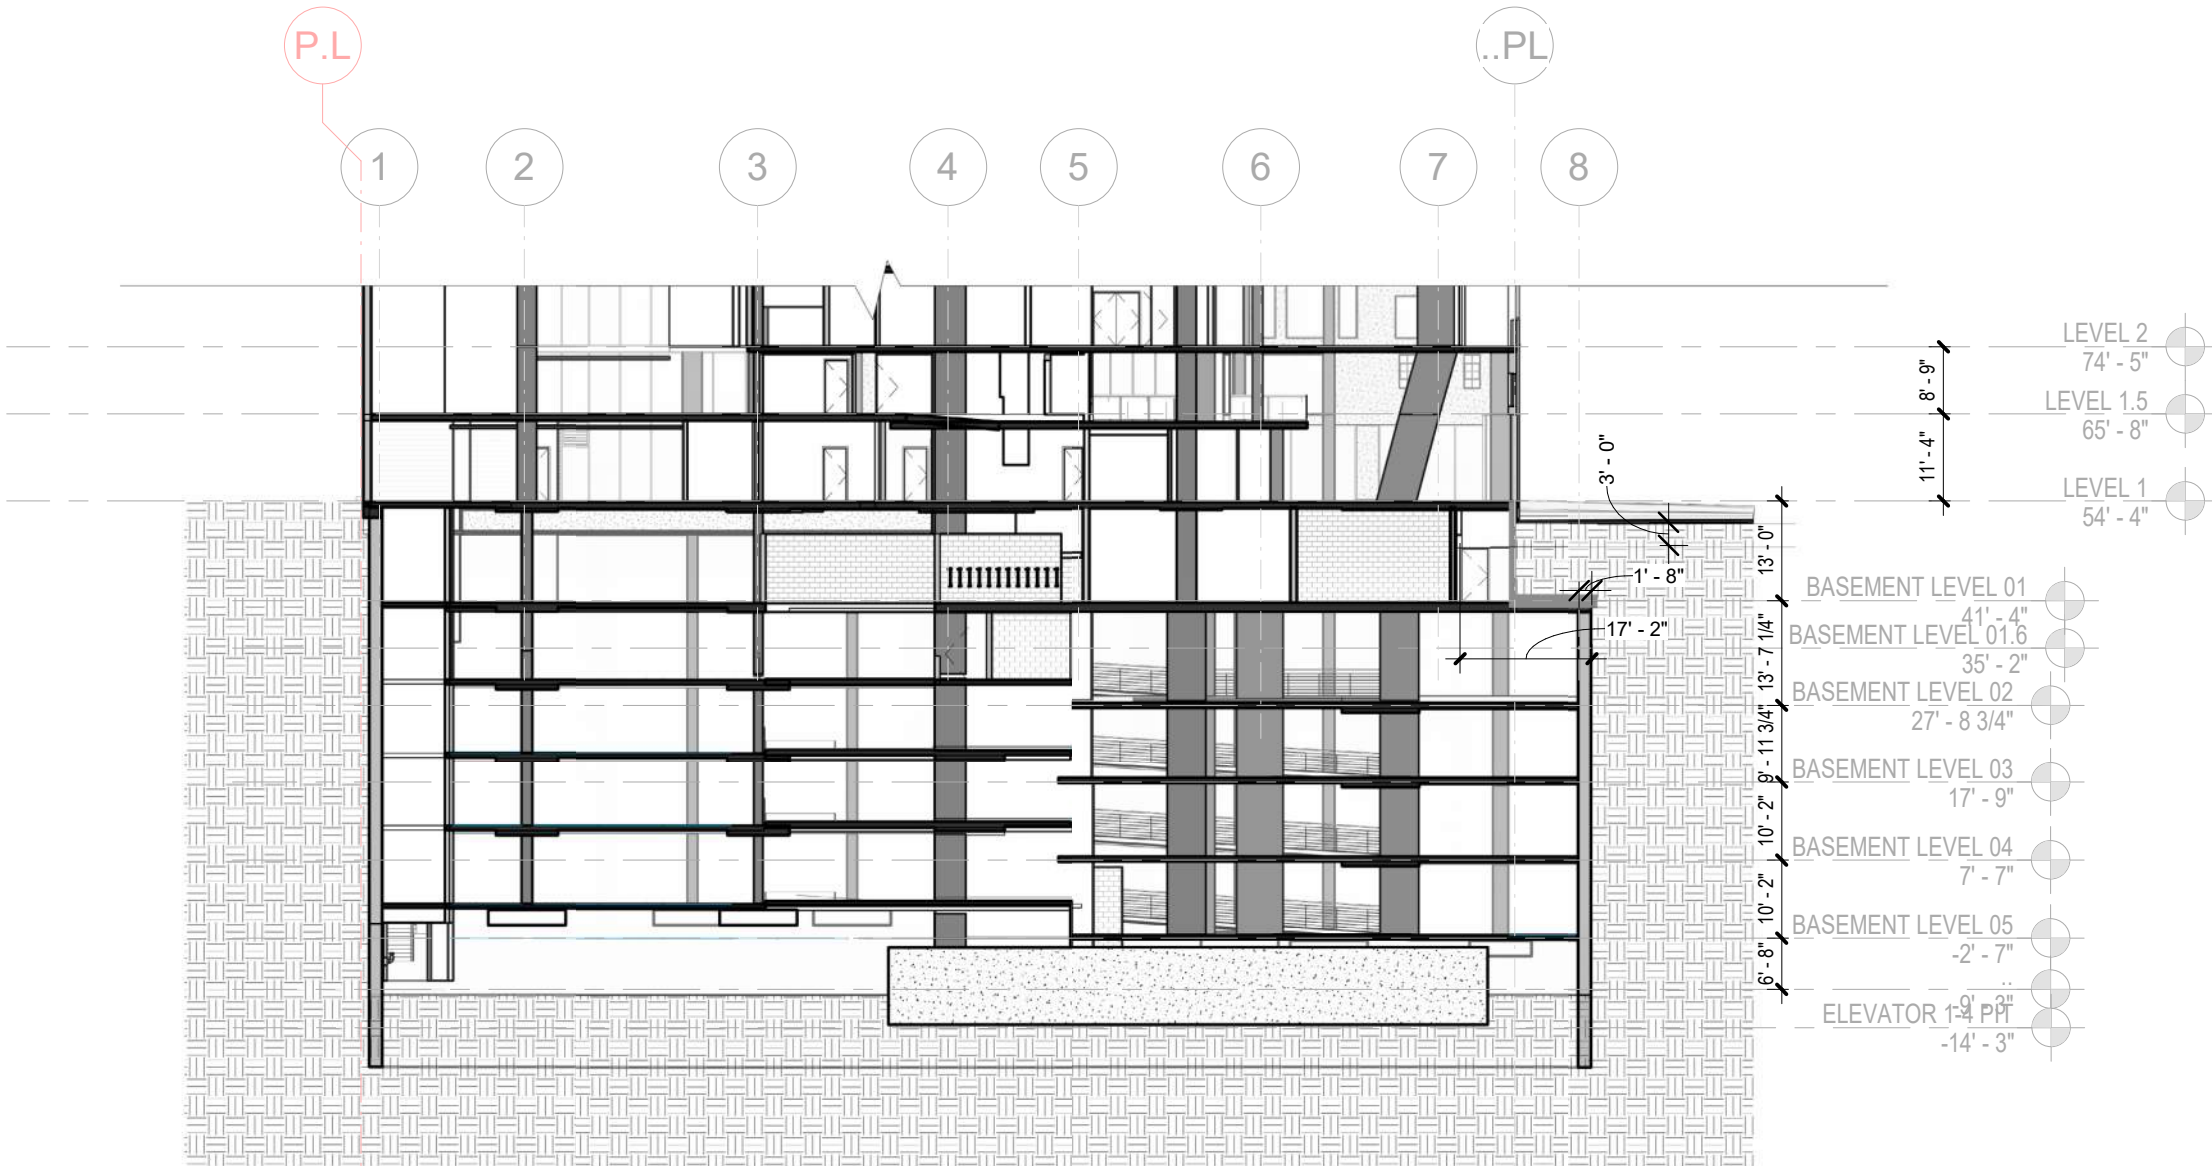 P.L
..PL
1
2
3
4
5
6
7
8
LEVEL 2
74' - 5"
8' - 9"
LEVEL 1.5
65' - 8"
11' - 4"
3' - 0"
LEVEL 1
54' - 4"
13' - 0"
1' - 8"
BASEMENT LEVEL 01
41' - 4"
17' - 2"
13' - 7 1/4"
BASEMENT LEVEL 01.6
35' - 2"
BASEMENT LEVEL 02
27' - 8 3/4"
9' - 11 3/4"
BASEMENT LEVEL 03
17' - 9"
10' - 2"
BASEMENT LEVEL 04
7' - 7"
10' - 2"
BASEMENT LEVEL 05
-2' - 7"
6' - 8"
..
-9' - 3"
ELEVATOR 1-4 PIT
-14' - 3"